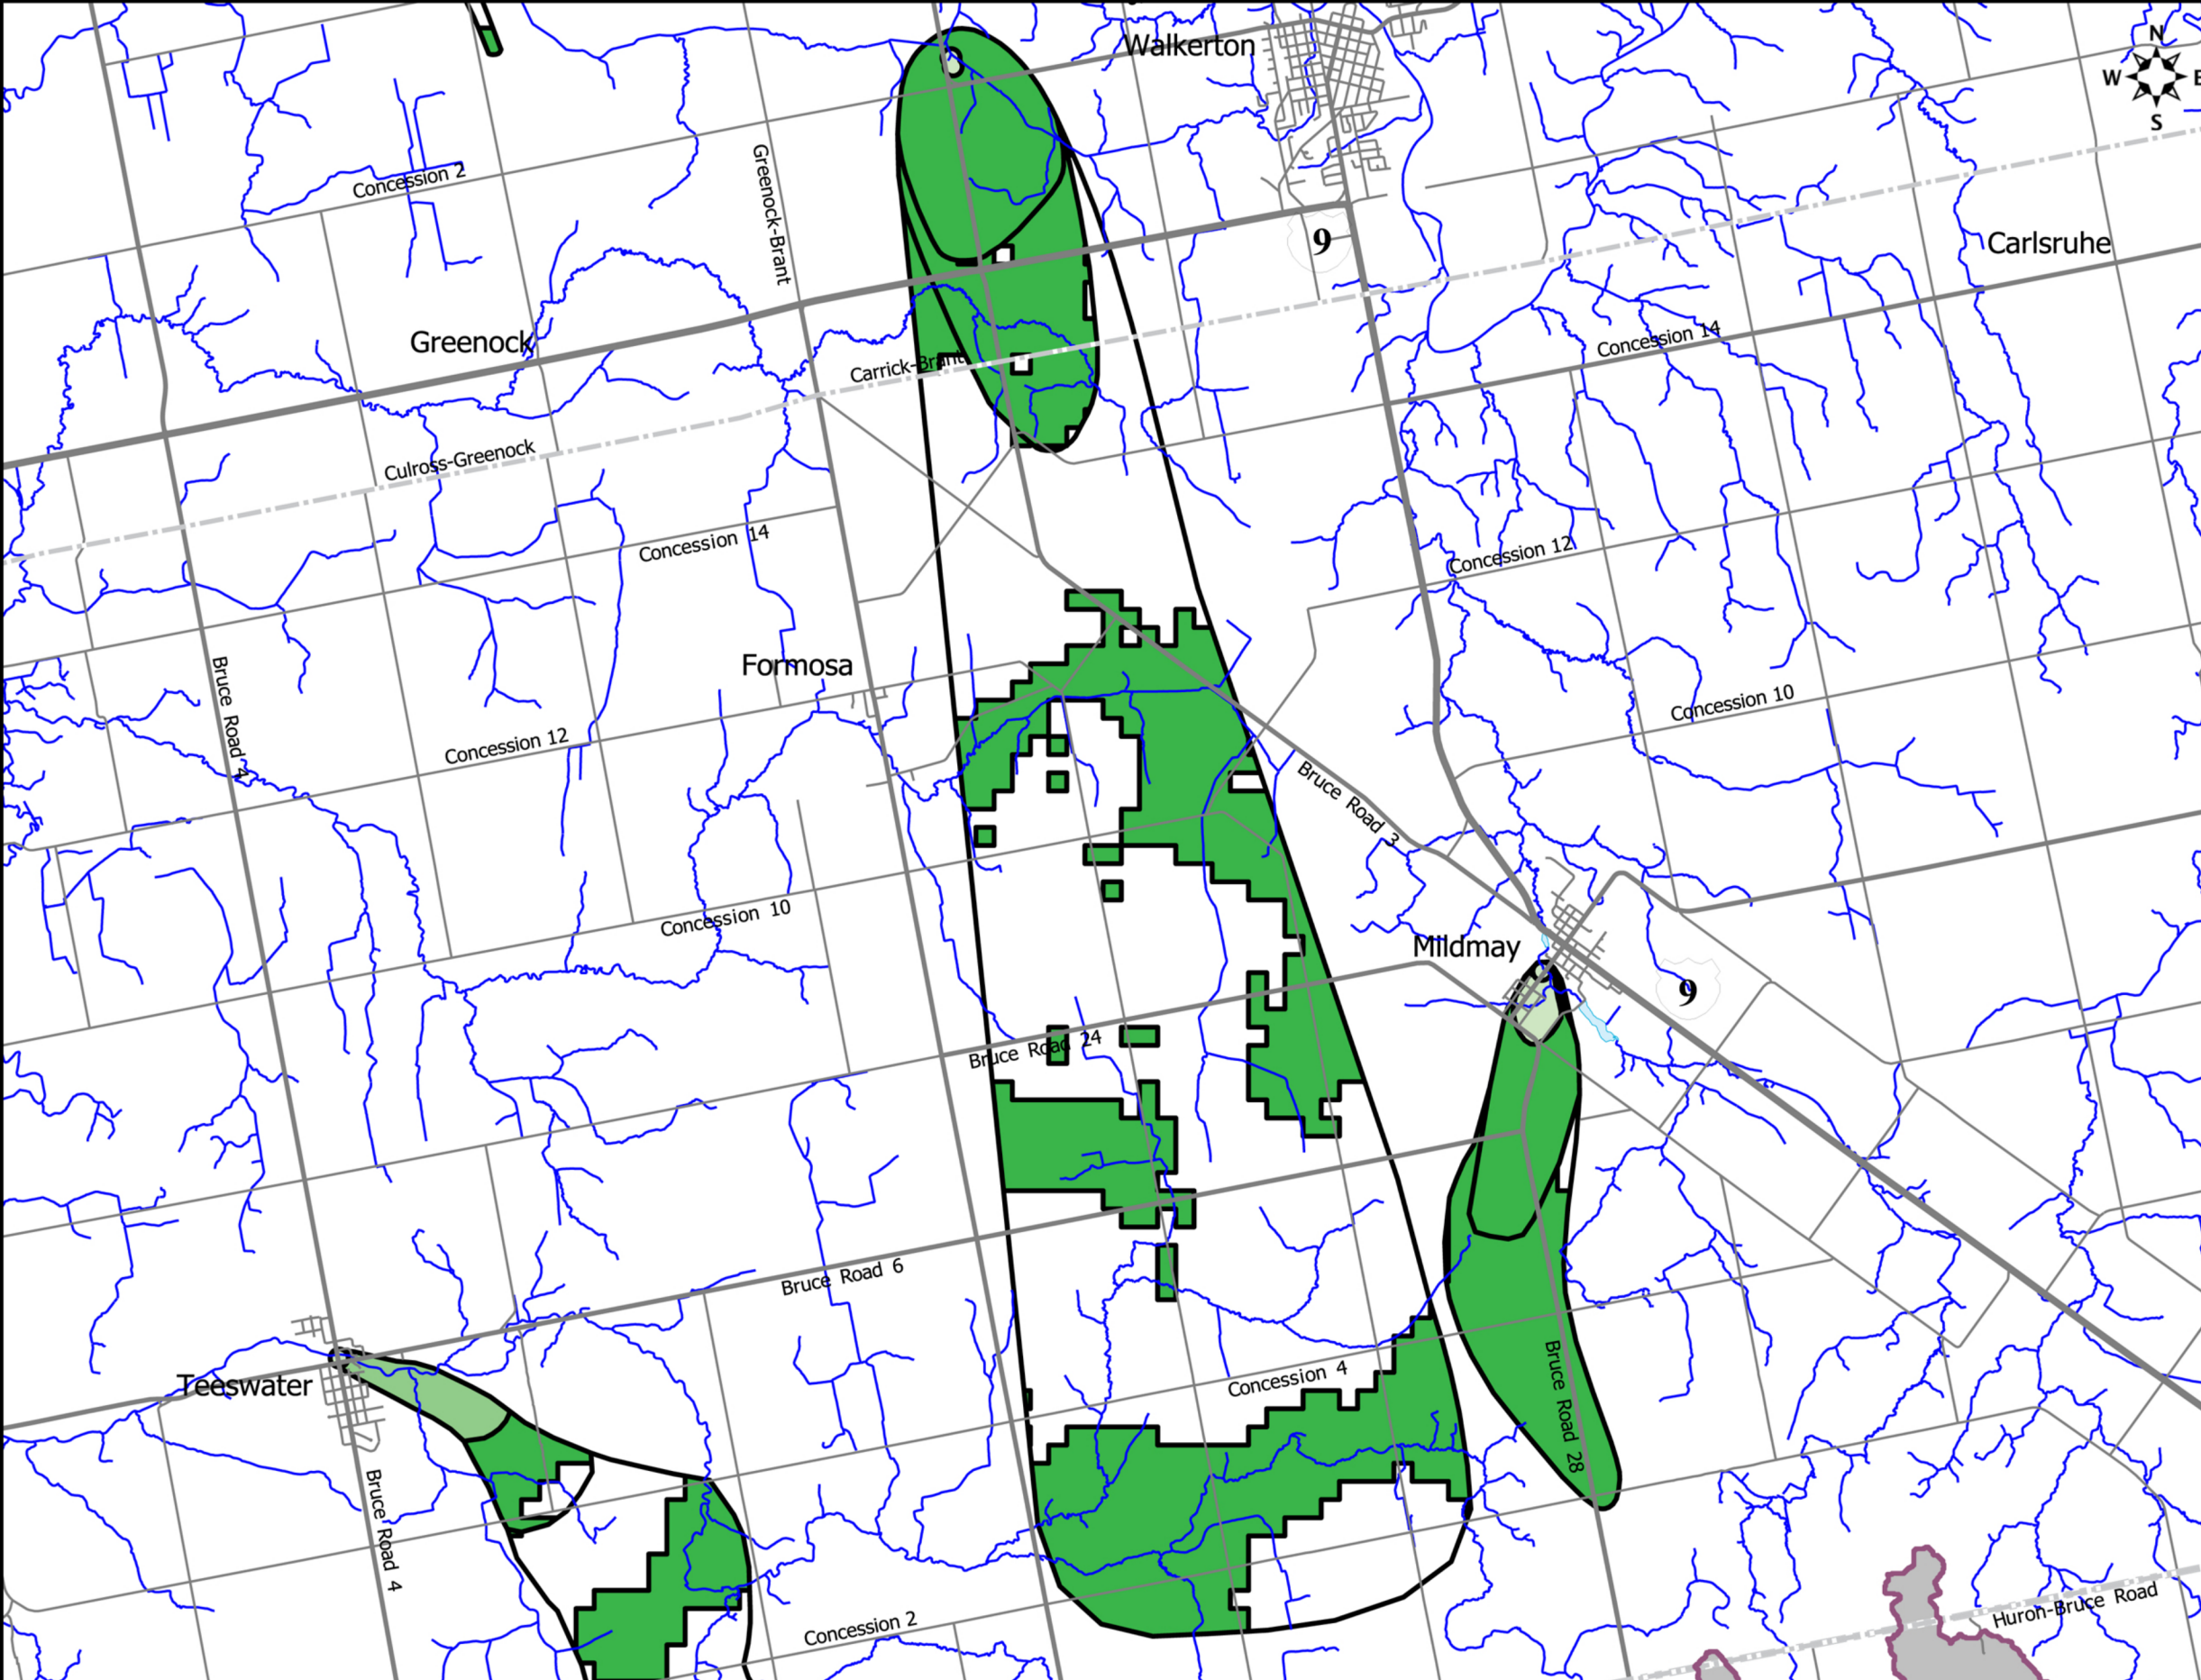 Walkerton
N
W
E
S
Concession 2
Greenock-Brant
9
Carlsruhe
Greenock
Concession 14
Carrick-Brant
Culross-Greenock
Concession 14
Concession 12
Formosa
Bruce Road 4
Concession 10
Concession 12
Bruce Road 3
Concession 10
Mildmay
9
Bruce Road 24
Bruce Road 6
Teeswater
Concession 4
Bruce Road 28
Bruce Road 4
Concession 2
Huron-Bruce Road